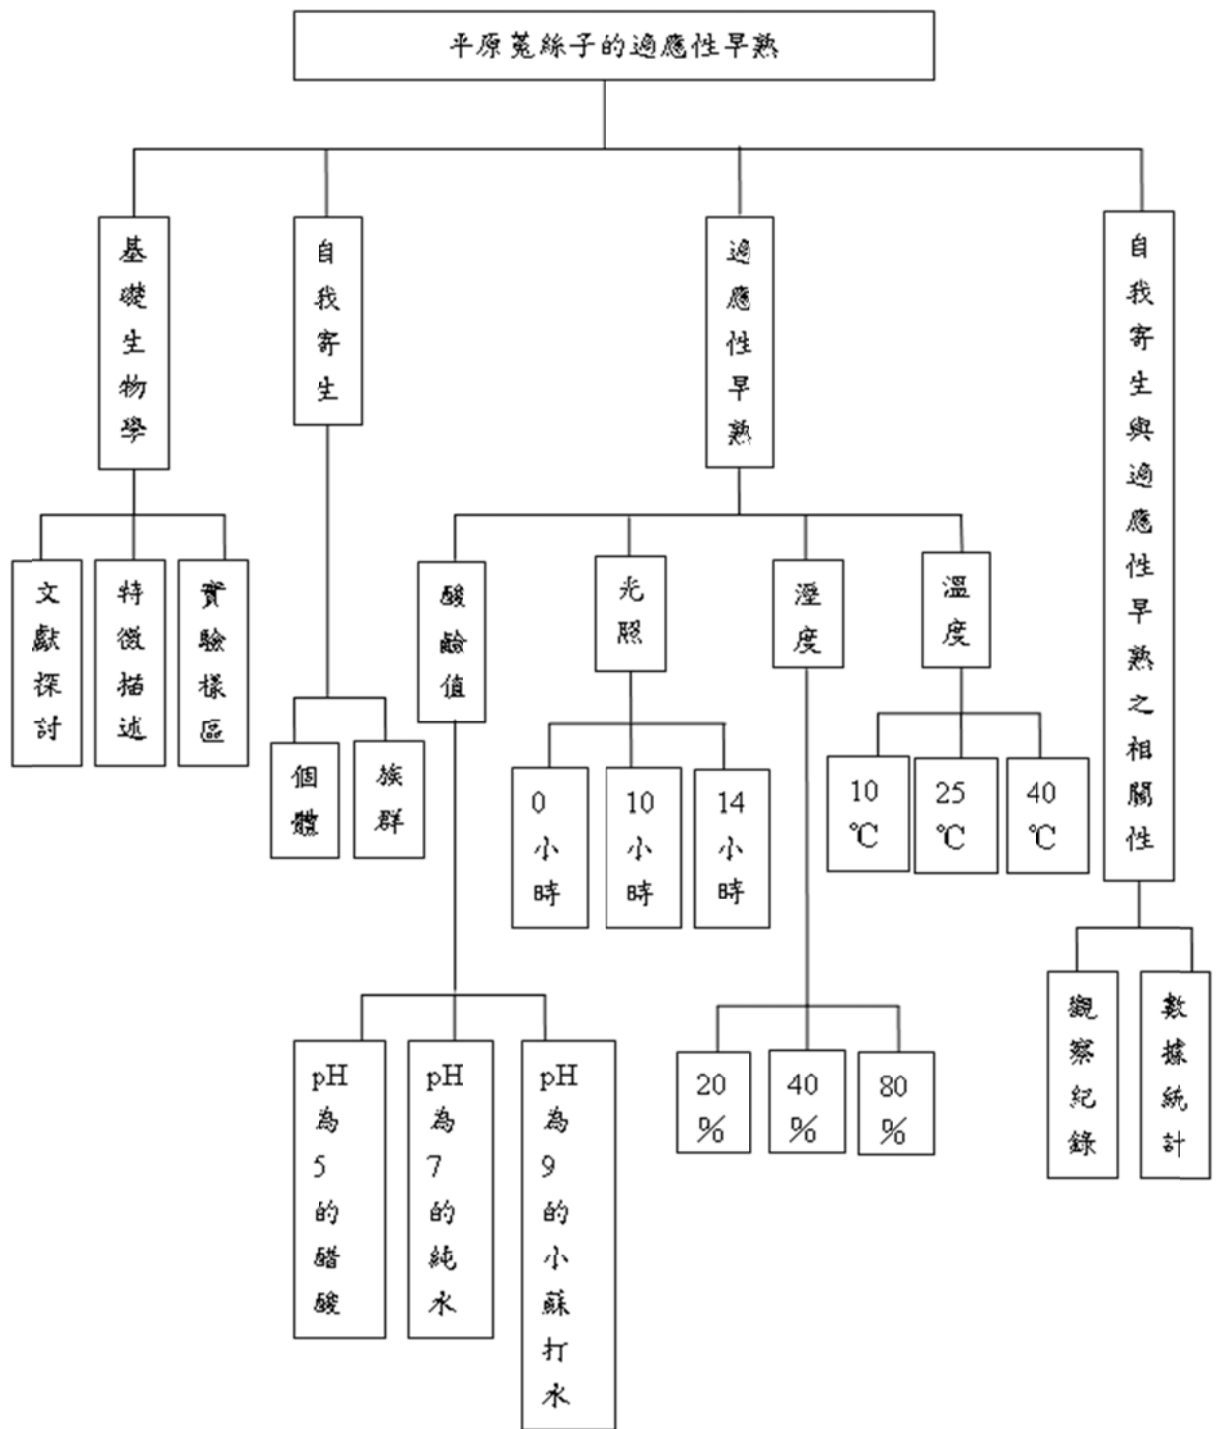 平原菟絲子的適應性早熟
基礎生物學
自我寄生
適應性早熟
自我寄生與適應性早熟之相關性
文獻探討
特徵描述
實驗樣區
個體
族群
酸鹼值
光照
溼度
溫度
0小時
10小時
14小時
10℃
25℃
40℃
pH為5的醋酸
pH為7的純水
pH為9的小蘇打水
20%
40%
80%
觀察紀錄
數據統計